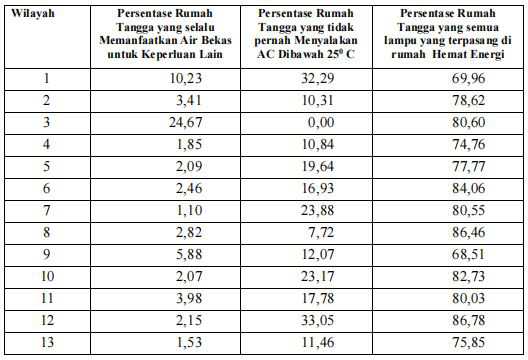 Wilayah Persentase Rumah Tangga yang selalu Memanfaatkan Air Bekas untuk Keperluan Lain Persentase Rumah Tangga yang tidak pernah Menyalakan AC Dibawah 25⁰ C Persentase Rumah Tangga yang semua lampu yang terpasang di rumah Hemat Energi
1 10,23 32,29 69,96
2 3,41 10,31 78,62
3 24,67 0,00 80,60
4 1,85 10,84 74,76
5 2,09 19,64 77,77
6 2,46 16,93 84,06
7 1,10 23,88 80,55
8 2,82 7,72 86,46
9 5,88 12,07 68,51
10 2,07 23,17 82,73
11 3,98 17,78 80,03
12 2,15 33,05 86,78
13 1,53 11,46 75,85